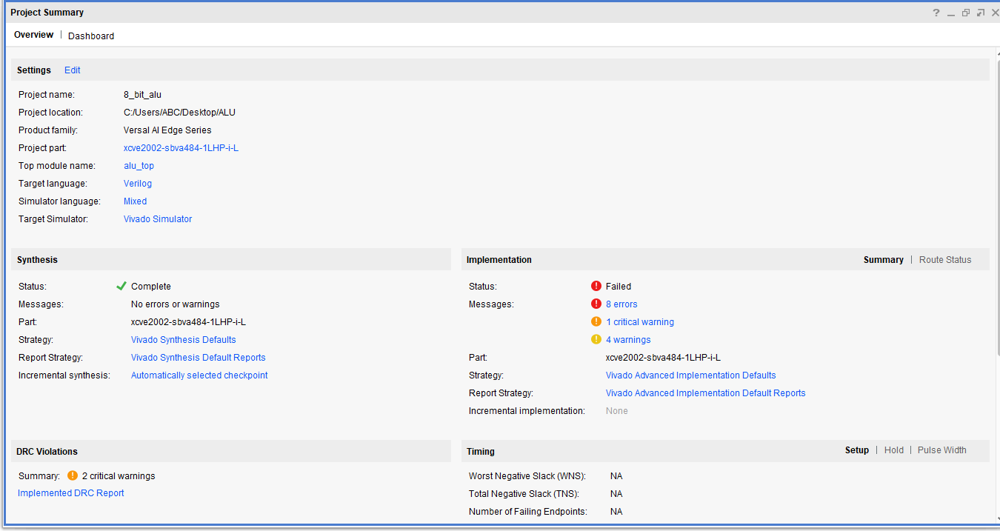 Project Summary
Overview | Dashboard
Settings Edit
Project name: 8_bit_alu
Project location: C:/Users/ABC/Desktop/ALU
Product family: Versal AI Edge Series
Project part: xcve2002-sbva484-1LHP-i-L
Top module name: alu_top
Target language: Verilog
Simulator language: Mixed
Target Simulator: Vivado Simulator
Synthesis
Status: Complete
Messages: No errors or warnings
Part: xcve2002-sbva484-1LHP-i-L
Strategy: Vivado Synthesis Defaults
Report Strategy: Vivado Synthesis Default Reports
Incremental synthesis: Automatically selected checkpoint
Implementation Summary | Route Status
Status: Failed
Messages: 8 errors
1 critical warning
4 warnings
Part: xcve2002-sbva484-1LHP-i-L
Strategy: Vivado Advanced Implementation Defaults
Report Strategy: Vivado Advanced Implementation Default Reports
Incremental implementation: None
DRC Violations
Summary: 2 critical warnings
Implemented DRC Report
Timing Setup | Hold | Pulse Width
Worst Negative Slack (WNS): NA
Total Negative Slack (TNS): NA
Number of Failing Endpoints: NA